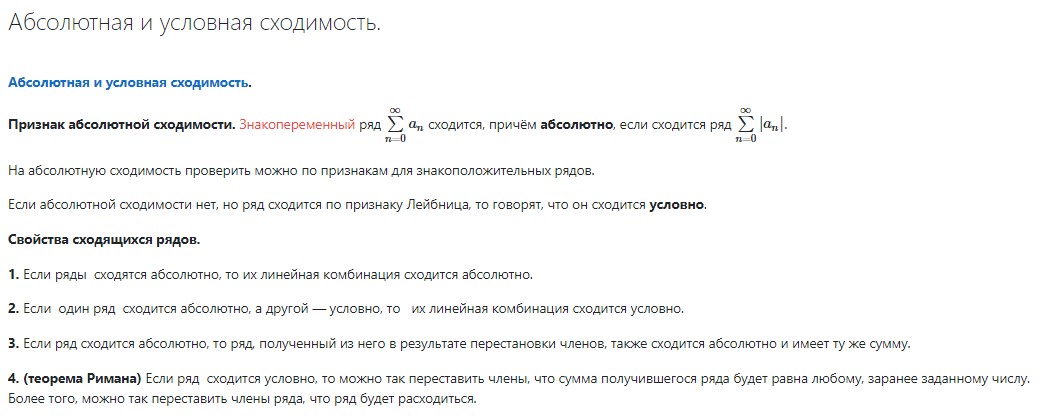 Абсолютная и условная сходимость.
Абсолютная и условная сходимость.
Признак абсолютной сходимости. Знакопеременный ряд $\sum\limits_{n=0}^{\infty} a_n$ сходится, причём абсолютно, если сходится ряд $\sum\limits_{n=0}^{\infty} |a_n|$.
На абсолютную сходимость проверить можно по признакам для знакоположительных рядов.
Если абсолютной сходимости нет, но ряд сходится по признаку Лейбница, то говорят, что он сходится условно.
Свойства сходящихся рядов.
1. Если ряды сходятся абсолютно, то их линейная комбинация сходится абсолютно.
2. Если один ряд сходится абсолютно, а другой — условно, то их линейная комбинация сходится условно.
3. Если ряд сходится абсолютно, то ряд, полученный из него в результате перестановки членов, также сходится абсолютно и имеет ту же сумму.
4. (теорема Римана) Если ряд сходится условно, то можно так переставить члены, что сумма получившегося ряда будет равна любому, заранее заданному числу.
Более того, можно так переставить члены ряда, что ряд будет расходиться.